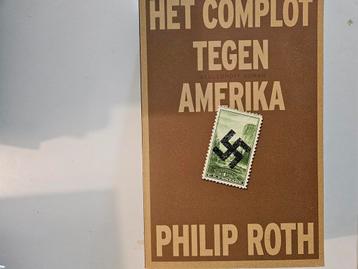 HET COMPLOT
TEGEN
AMERIKA
PHILIP ROTH